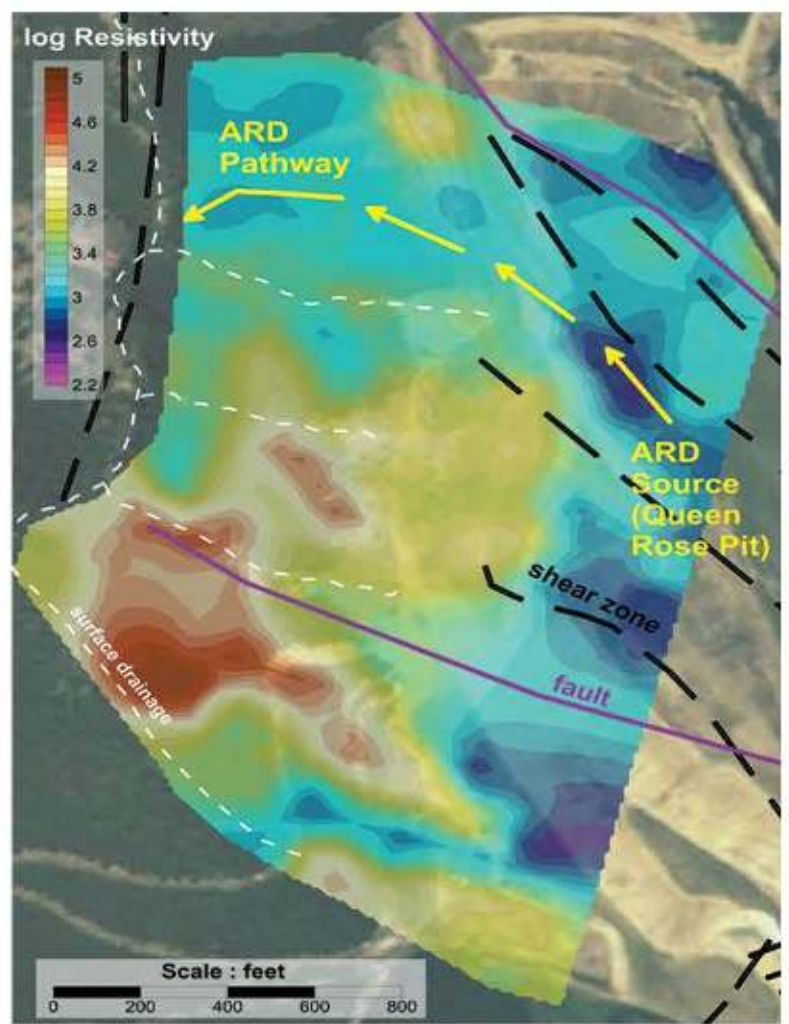 log Resistivity
5
4.6
4.2
3.8
3.4
3
2.6
2.2
ARD
Pathway
ARD
Source
(Queen
Rose Pit)
shear zone
fault
surface drainage
Scale : feet
0 200 400 600 800